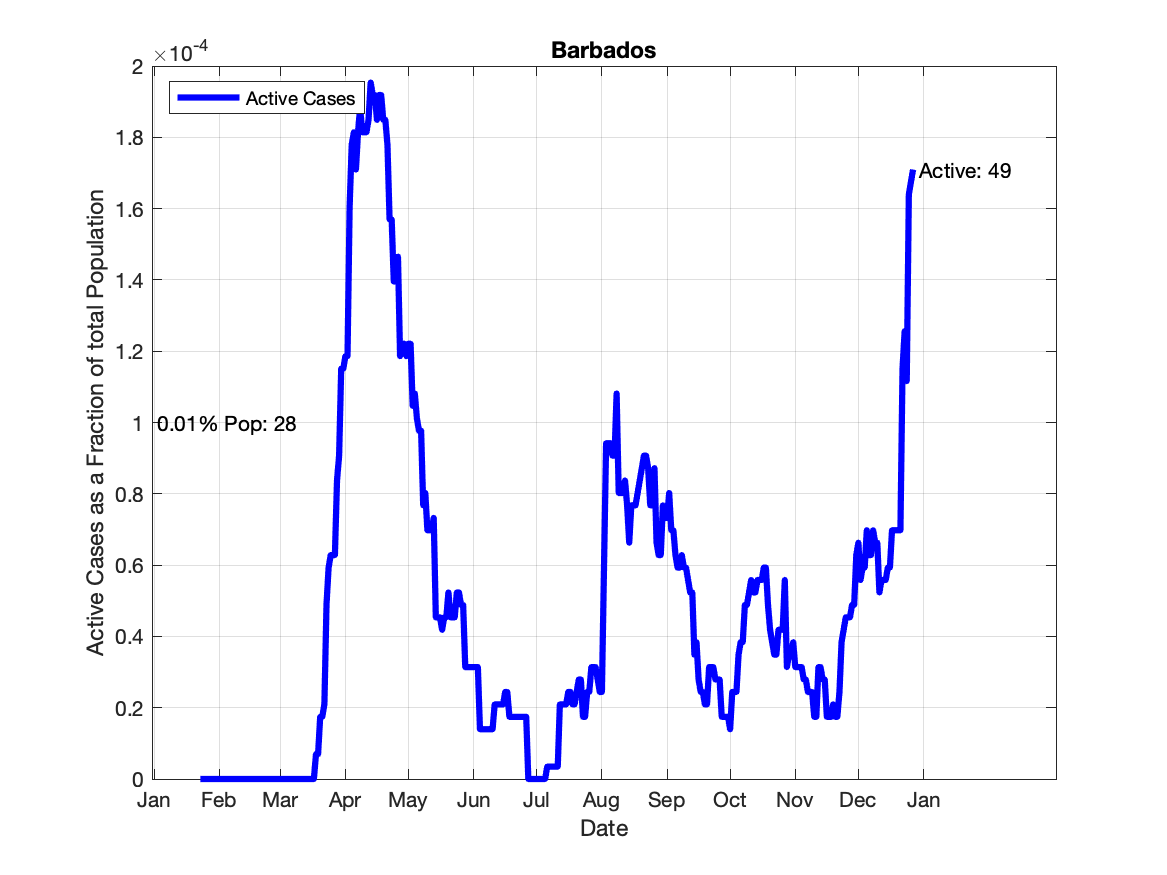 Barbados
×10⁻⁴
2
1.8
1.6
1.4
1.2
1
0.8
0.6
0.4
0.2
0
Active Cases
Active: 49
0.01% Pop: 28
Active Cases as a Fraction of total Population
Jan Feb Mar Apr May Jun Jul Aug Sep Oct Nov Dec Jan
Date